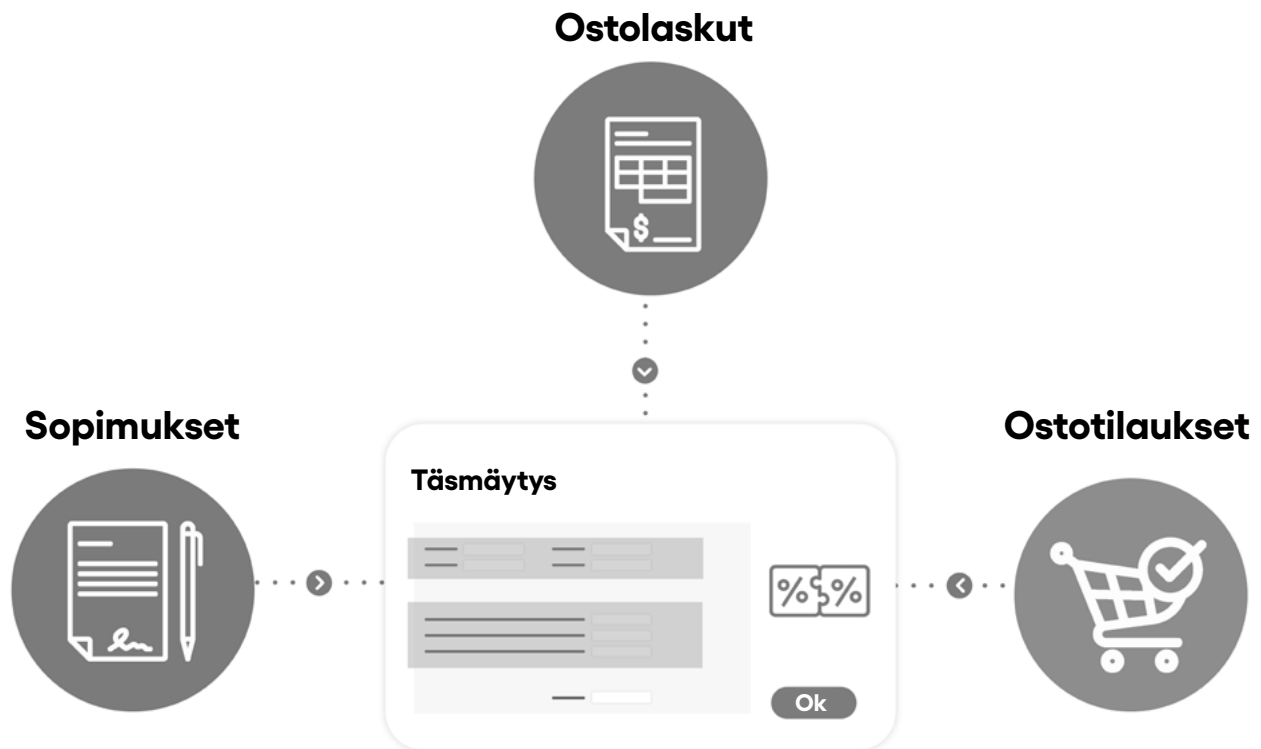 Ostolaskut
$
Sopimukset
Ostotilaukset
Täsmäytys
% %
Ok